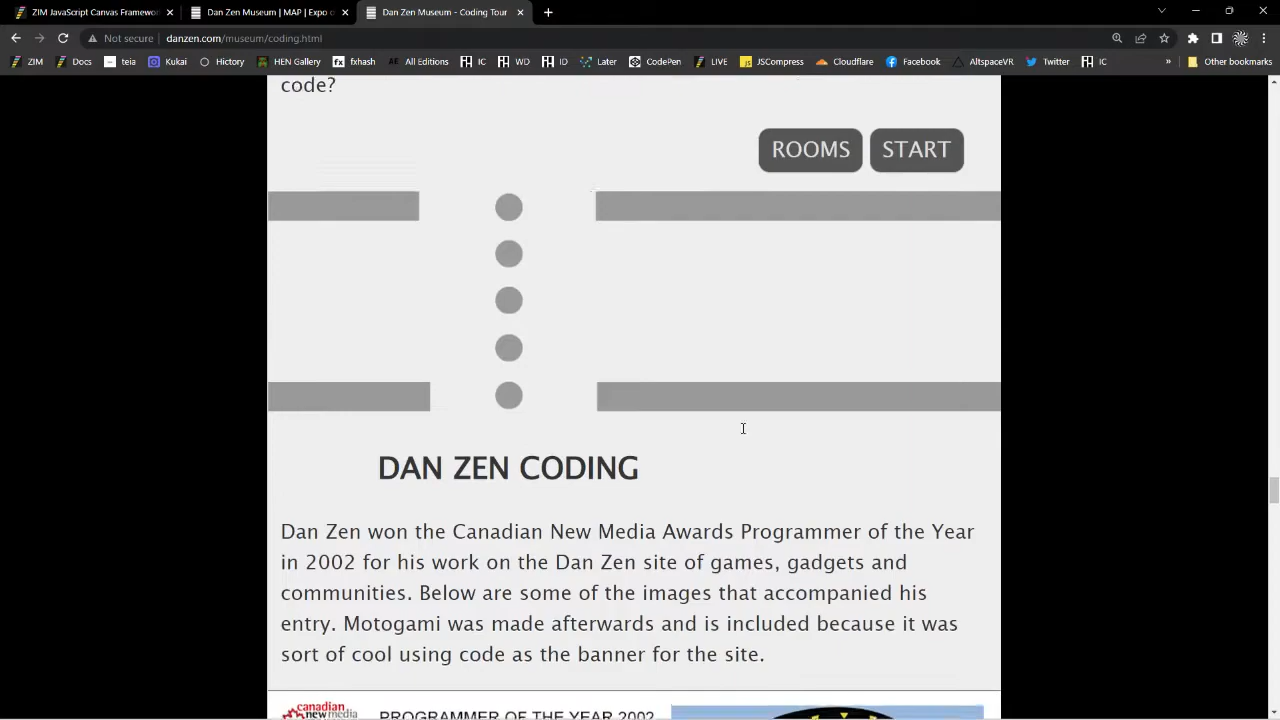 ZIM JavaScript Canvas Framewor
Dan Zen Museum | MAP | Expo o
Dan Zen Museum - Coding Tour
Not secure
danzen.com/museum/coding.html
ZIM
Docs
teia
Kukai
Hictory
HEN Gallery
fxhash
All Editions
IC
WD
ID
Later
CodePen
LIVE
JSCompress
Cloudflare
Facebook
AltspaceVR
Twitter
IC
»
Other bookmarks
code?
ROOMS
START
DAN ZEN CODING
Dan Zen won the Canadian New Media Awards Programmer of the Year
in 2002 for his work on the Dan Zen site of games, gadgets and
communities. Below are some of the images that accompanied his
entry. Motogami was made afterwards and is included because it was
sort of cool using code as the banner for the site.
canadian
new media
PROGRAMMER OF THE YEAR 2002